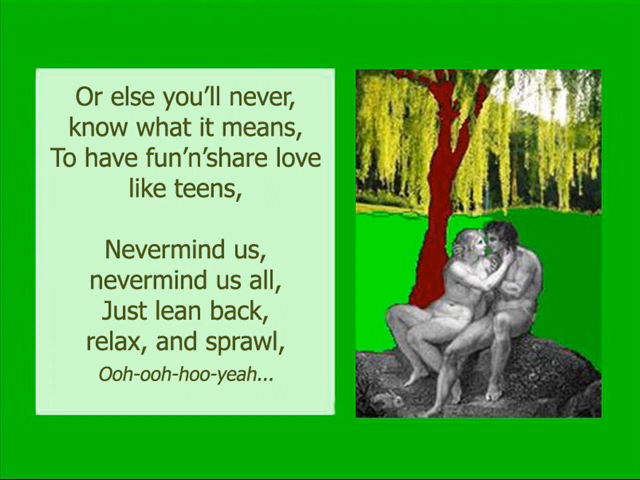 Or else you’ll never,
know what it means,
To have fun’n’share love
like teens,
Nevermind us,
nevermind us all,
Just lean back,
relax, and sprawl,
Ooh-ooh-hoo-yeah...